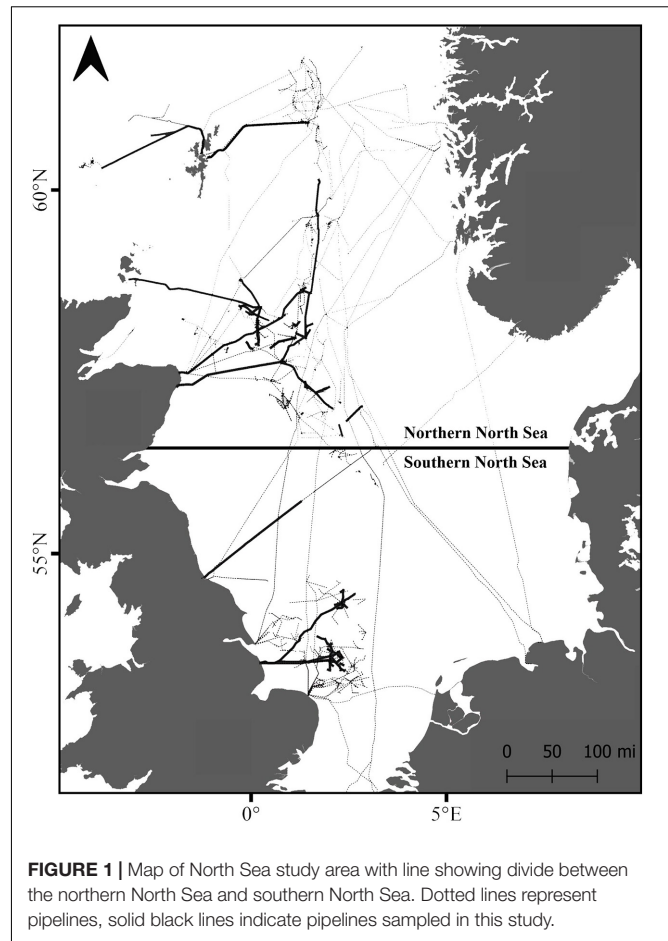 60°N
Northern North Sea
Southern North Sea
55°N
0 50 100 mi
0° 5°E
FIGURE 1 | Map of North Sea study area with line showing divide between
the northern North Sea and southern North Sea. Dotted lines represent
pipelines, solid black lines indicate pipelines sampled in this study.